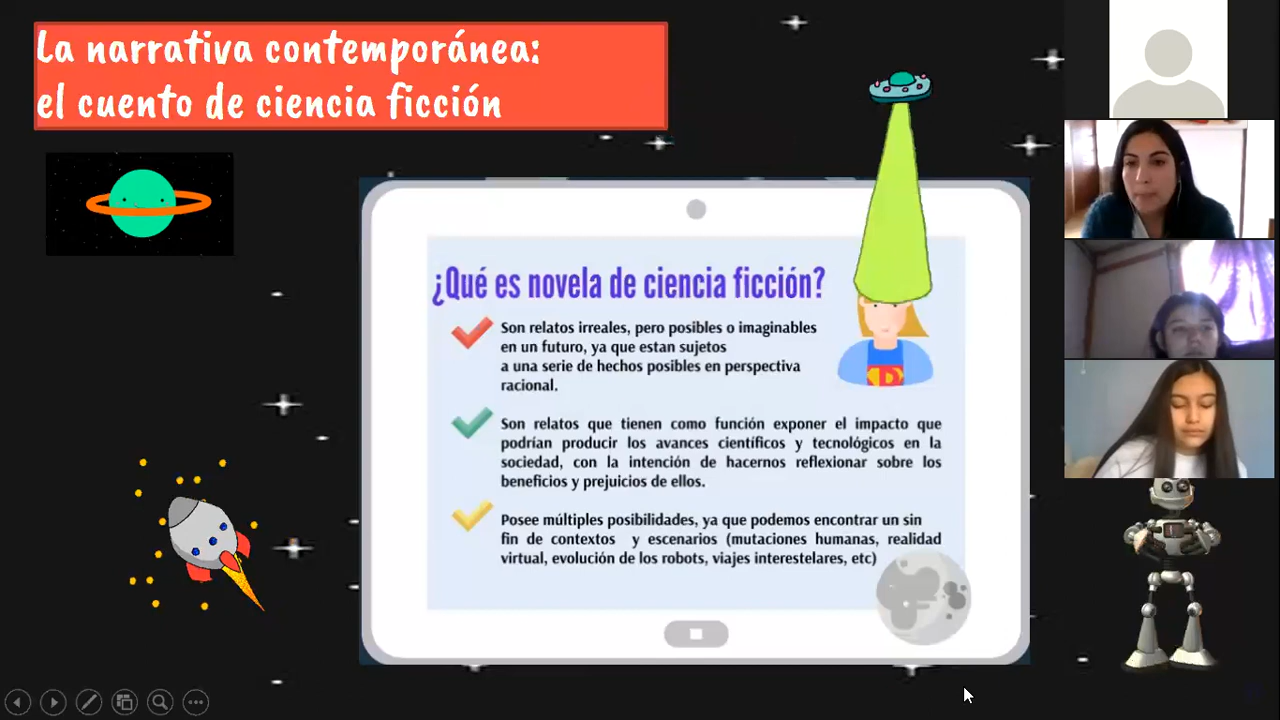 La narrativa contemporánea:
el cuento de ciencia ficción
¿Qué es novela de ciencia ficción?
Son relatos irreales, pero posibles o imaginables
en un futuro, ya que estan sujetos
a una serie de hechos posibles en perspectiva
racional.
Son relatos que tienen como función exponer el impacto que
podrían producir los avances científicos y tecnológicos en la
sociedad, con la intención de hacernos reflexionar sobre los
beneficios y prejuicios de ellos.
Posee múltiples posibilidades, ya que podemos encontrar un sin
fin de contextos y escenarios (mutaciones humanas, realidad
virtual, evolución de los robots, viajes interestelares, etc)